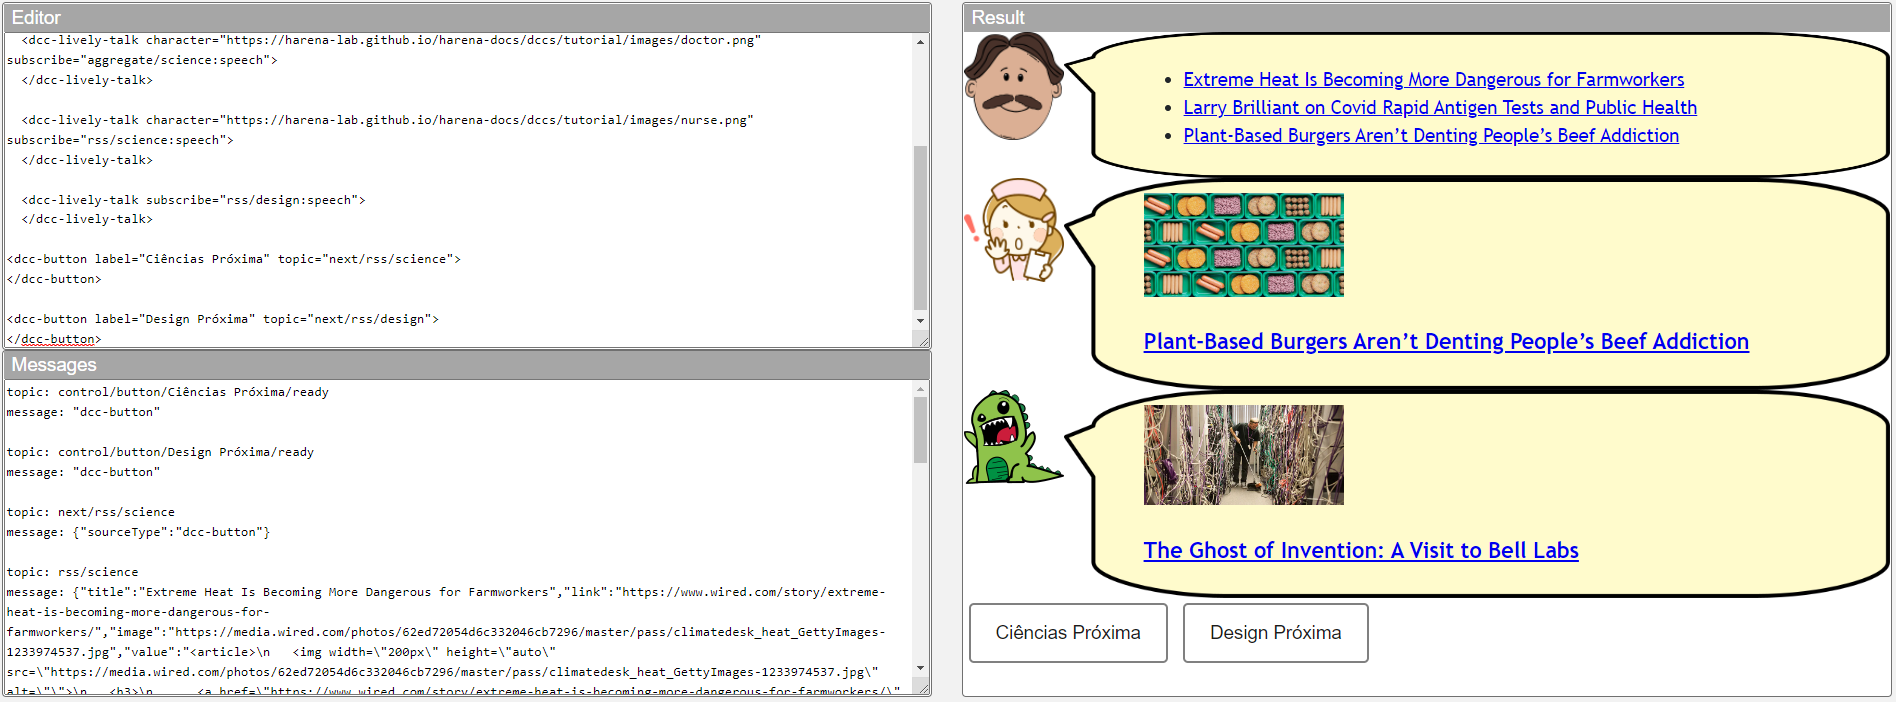 Editor
  <dcc-lively-talk character="https://harena-lab.github.io/harena-docs/dccs/tutorial/images/doctor.png"
subscribe="aggregate/science:speech">
  </dcc-lively-talk>
  <dcc-lively-talk character="https://harena-lab.github.io/harena-docs/dccs/tutorial/images/nurse.png"
subscribe="rss/science:speech">
  </dcc-lively-talk>
  <dcc-lively-talk subscribe="rss/design:speech">
  </dcc-lively-talk>
<dcc-button label="Ciências Próxima" topic="next/rss/science">
</dcc-button>
<dcc-button label="Design Próxima" topic="next/rss/design">
</dcc-button>
Messages
topic: control/button/Ciências Próxima/ready
message: "dcc-button"
topic: control/button/Design Próxima/ready
message: "dcc-button"
topic: next/rss/science
message: {"sourceType":"dcc-button"}
topic: rss/science
message: {"title":"Extreme Heat Is Becoming More Dangerous for Farmworkers","link":"https://www.wired.com/story/extreme-
heat-is-becoming-more-dangerous-for-
farmworkers/","image":"https://media.wired.com/photos/62ed72054d6c332046cb7296/master/pass/climatedesk_heat_GettyImages-
1233974537.jpg","value":"<article>\n   <img width=\"200px\" height=\"auto\"
src=\"https://media.wired.com/photos/62ed72054d6c332046cb7296/master/pass/climatedesk_heat_GettyImages-1233974537.jpg\"
alt=\"\">\n   <h3>\n      <a href=\"https://www.wired.com/story/extreme-heat-is-becoming-more-dangerous-for-farmworkers/\"
Result
• Extreme Heat Is Becoming More Dangerous for Farmworkers
• Larry Brilliant on Covid Rapid Antigen Tests and Public Health
• Plant-Based Burgers Aren’t Denting People’s Beef Addiction
Plant-Based Burgers Aren’t Denting People’s Beef Addiction
The Ghost of Invention: A Visit to Bell Labs
Ciências Próxima
Design Próxima